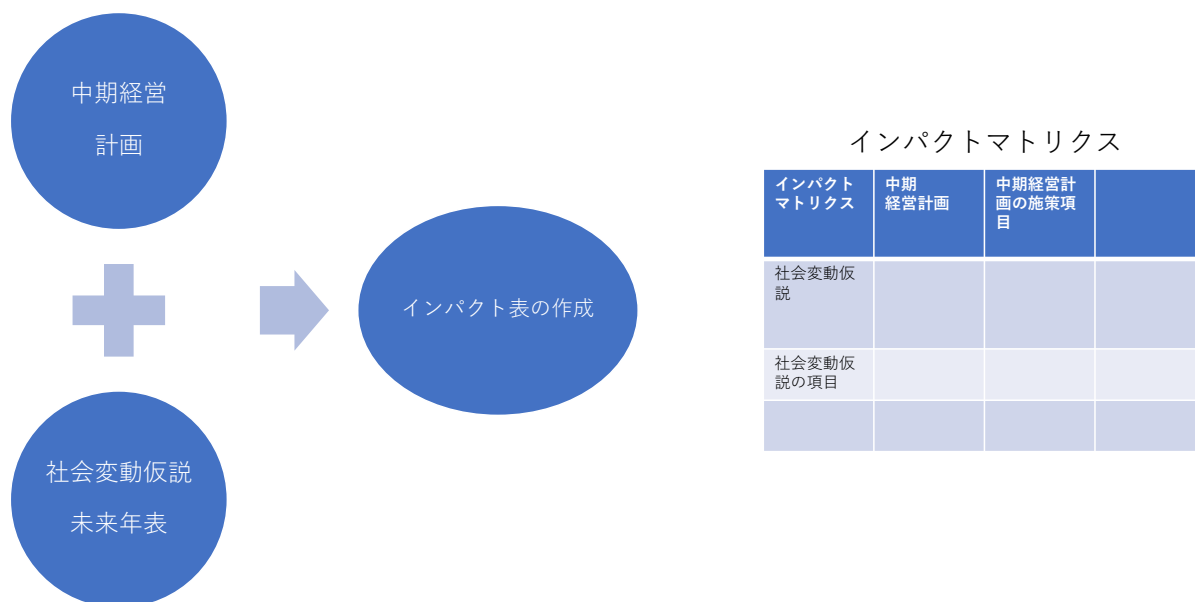 中期経営
計画
社会変動仮説
未来年表
インパクト表の作成
インパクトマトリクス
インパクト
マトリクス
中期
経営計画
中期経営計
画の施策項
目
社会変動仮
説
社会変動仮
説の項目